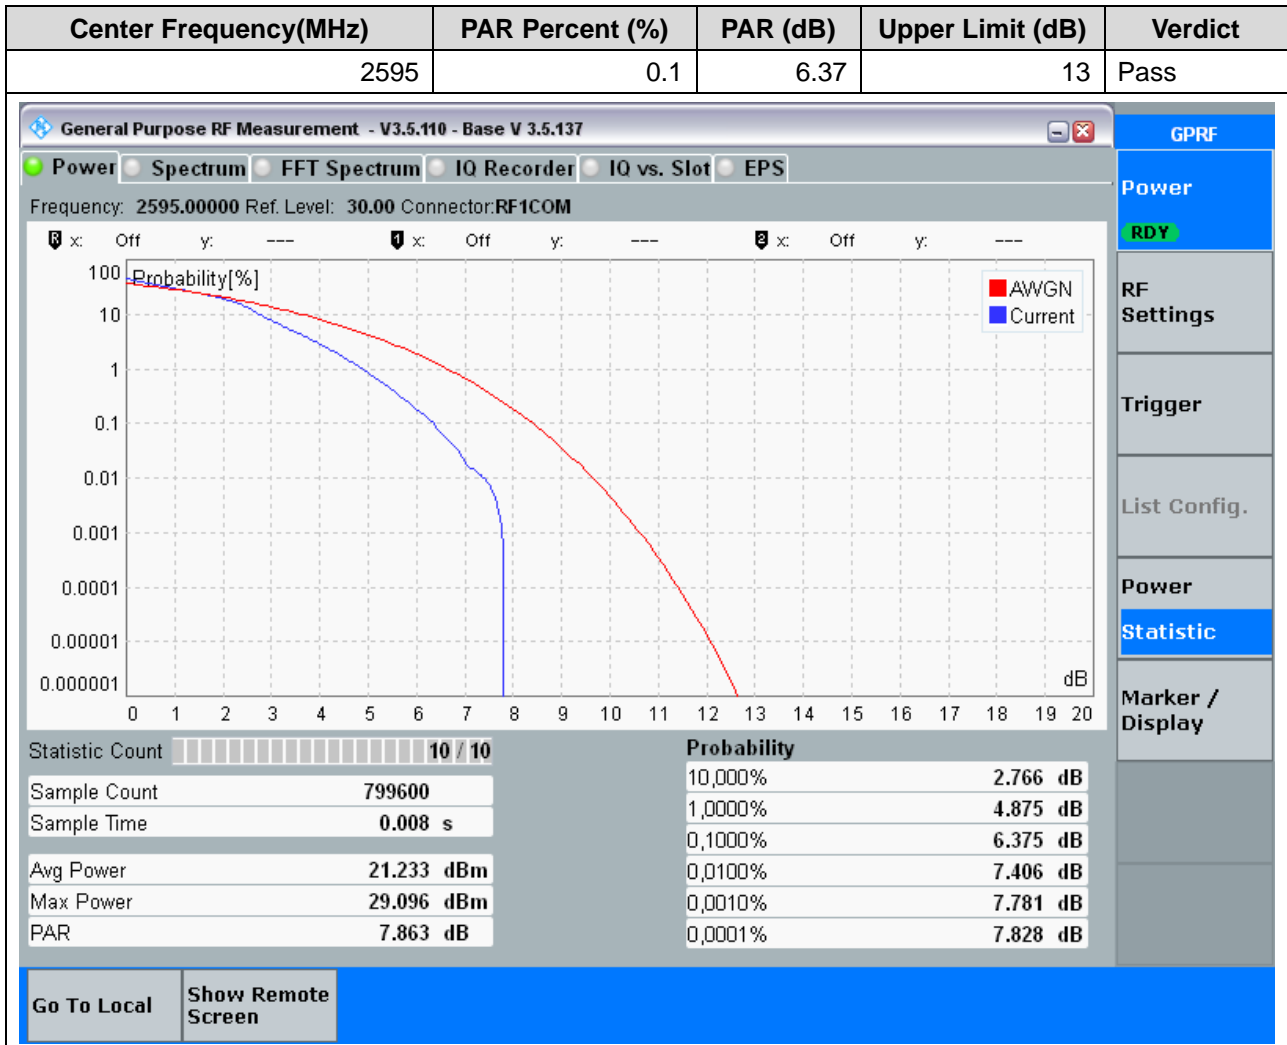 Center Frequency(MHz) PAR Percent (%) PAR (dB) Upper Limit (dB) Verdict
2595 0.1 6.37 13 Pass
General Purpose RF Measurement - V3.5.110 - Base V 3.5.137
GPRF
Power Spectrum FFT Spectrum IQ Recorder IQ vs. Slot EPS
Power
RDY
Frequency: 2595.00000 Ref. Level: 30.00 Connector:RF1COM
R x: Off y: --- 1 x: Off y: --- 2 x: Off y: ---
Probability[%]
AWGN
Current
100
10
1
0.1
0.01
0.001
0.0001
0.00001
0.000001
dB
0 1 2 3 4 5 6 7 8 9 10 11 12 13 14 15 16 17 18 19 20
RF
Settings
Trigger
List Config.
Power
Statistic
Marker /
Display
Statistic Count 10 / 10
Sample Count 799600
Sample Time 0.008 s
Avg Power 21.233 dBm
Max Power 29.096 dBm
PAR 7.863 dB
Probability
10,000% 2.766 dB
1,0000% 4.875 dB
0,1000% 6.375 dB
0,0100% 7.406 dB
0,0010% 7.781 dB
0,0001% 7.828 dB
Go To Local
Show Remote
Screen